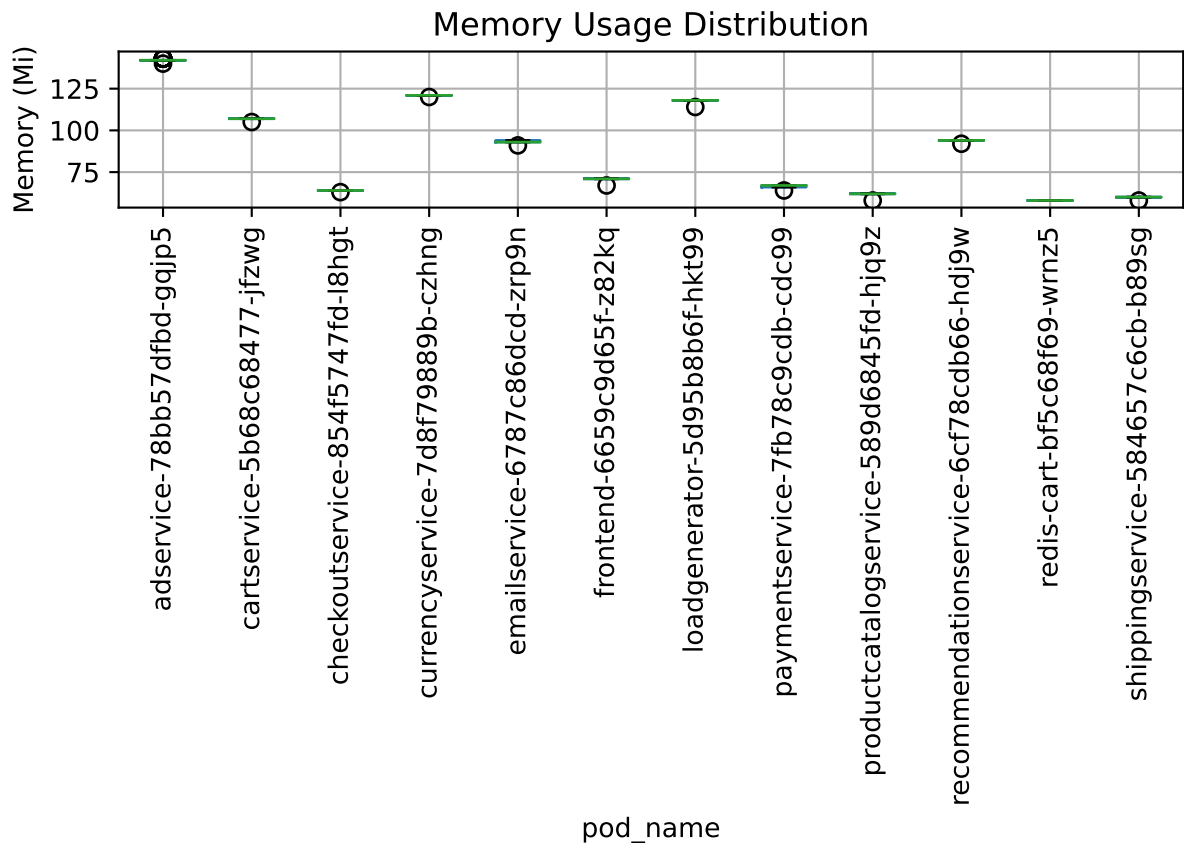 Memory Usage Distribution
Memory (Mi)
125
100
75
adservice-78bb57dfbd-gqjp5
cartservice-5b68c68477-jfzwg
checkoutservice-854f5747fd-l8hgt
currencyservice-7d8f79889b-czhng
emailservice-6787c86dcd-zrp9n
frontend-6659c9d65f-z82kq
loadgenerator-5d95b8b6f-hkt99
paymentservice-7fb78c9cdb-cdc99
productcatalogservice-589d6845fd-hjq9z
recommendationservice-6cf78cdb66-hdj9w
redis-cart-bf5c68f69-wrnz5
shippingservice-584657c6cb-b89sg
pod_name